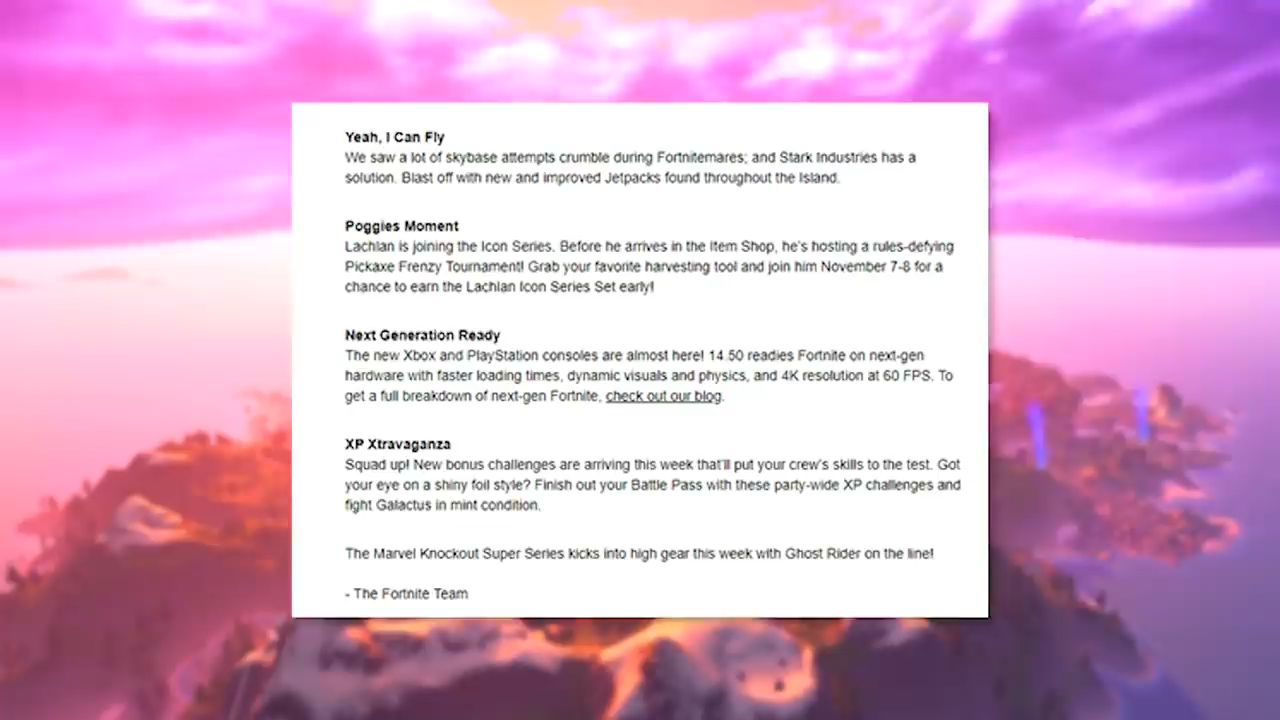 Yeah, I Can Fly
We saw a lot of skybase attempts crumble during Fortnitemares; and Stark Industries has a
solution. Blast off with new and improved Jetpacks found throughout the Island.
Poggies Moment
Lachlan is joining the Icon Series. Before he arrives in the Item Shop, he's hosting a rules-defying
Pickaxe Frenzy Tournament! Grab your favorite harvesting tool and join him November 7-8 for a
chance to earn the Lachlan Icon Series Set early!
Next Generation Ready
The new Xbox and PlayStation consoles are almost here! 14.50 readies Fortnite on next-gen
hardware with faster loading times, dynamic visuals and physics, and 4K resolution at 60 FPS. To
get a full breakdown of next-gen Fortnite, check out our blog.
XP Xtravaganza
Squad up! New bonus challenges are arriving this week that'll put your crew's skills to the test. Got
your eye on a shiny foil style? Finish out your Battle Pass with these party-wide XP challenges and
fight Galactus in mint condition.
The Marvel Knockout Super Series kicks into high gear this week with Ghost Rider on the line!
- The Fortnite Team